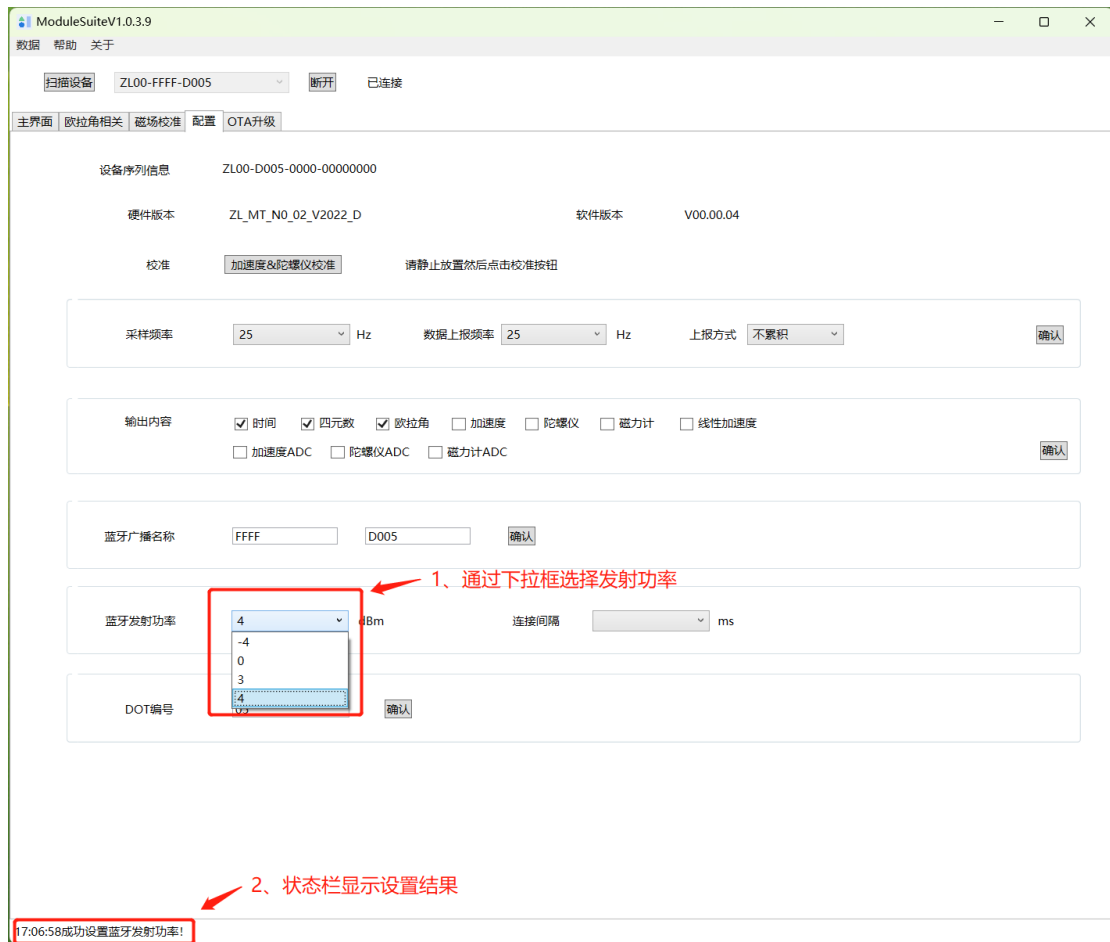 ModuleSuiteV1.0.3.9
数据 帮助 关于
扫描设备 ZL00-FFFF-D005 断开 已连接
主界面 欧拉角相关 磁场校准 配置 OTA升级
设备序列信息 ZL00-D005-0000-00000000
硬件版本 ZL_MT_N0_02_V2022_D 软件版本 V00.00.04
校准 加速度&陀螺仪校准 请静止放置然后点击校准按钮
采样频率 25 Hz 数据上报频率 25 Hz 上报方式 不累积 确认
输出内容 时间 四元数 欧拉角 加速度 陀螺仪 磁力计 线性加速度
加速度ADC 陀螺仪ADC 磁力计ADC 确认
蓝牙广播名称 FFFF D005 确认
1、通过下拉框选择发射功率
蓝牙发射功率 4 dBm 连接间隔 ms
-4
0
3
4
DOT编号 05 确认
2、状态栏显示设置结果
17:06:58成功设置蓝牙发射功率!